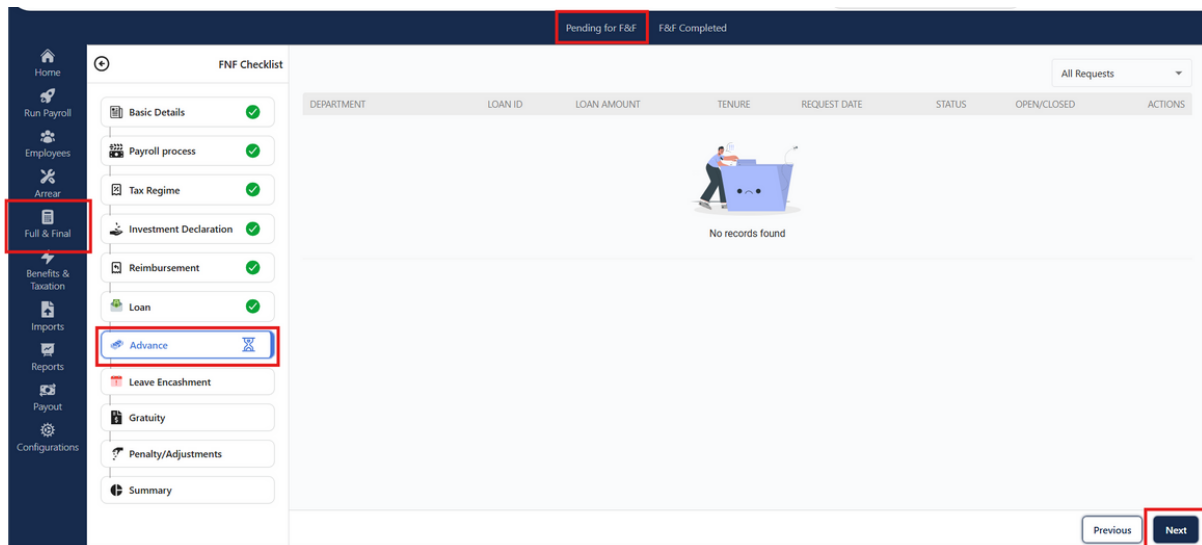 Pending for F&F
F&F Completed
Home
Run Payroll
Employees
Arrear
Full & Final
Benefits &
Taxation
Imports
Reports
Payout
Configurations
FNF Checklist
Basic Details
Payroll process
Tax Regime
Investment Declaration
Reimbursement
Loan
Advance
Leave Encashment
Gratuity
Penalty/Adjustments
Summary
All Requests
DEPARTMENT LOAN ID LOAN AMOUNT TENURE REQUEST DATE STATUS OPEN/CLOSED ACTIONS
No records found
Previous
Next